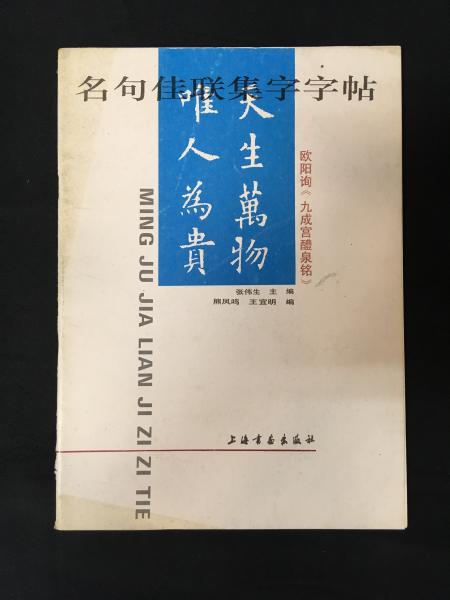 名句佳联集字字帖
天生萬物
唯人為貴
欧阳询《九成宫醴泉铭》
张伟生 主 编
熊凤鸣 王宜明 编
MING JU JIA LIAN JI ZI ZI TIE
上海書畫出版社